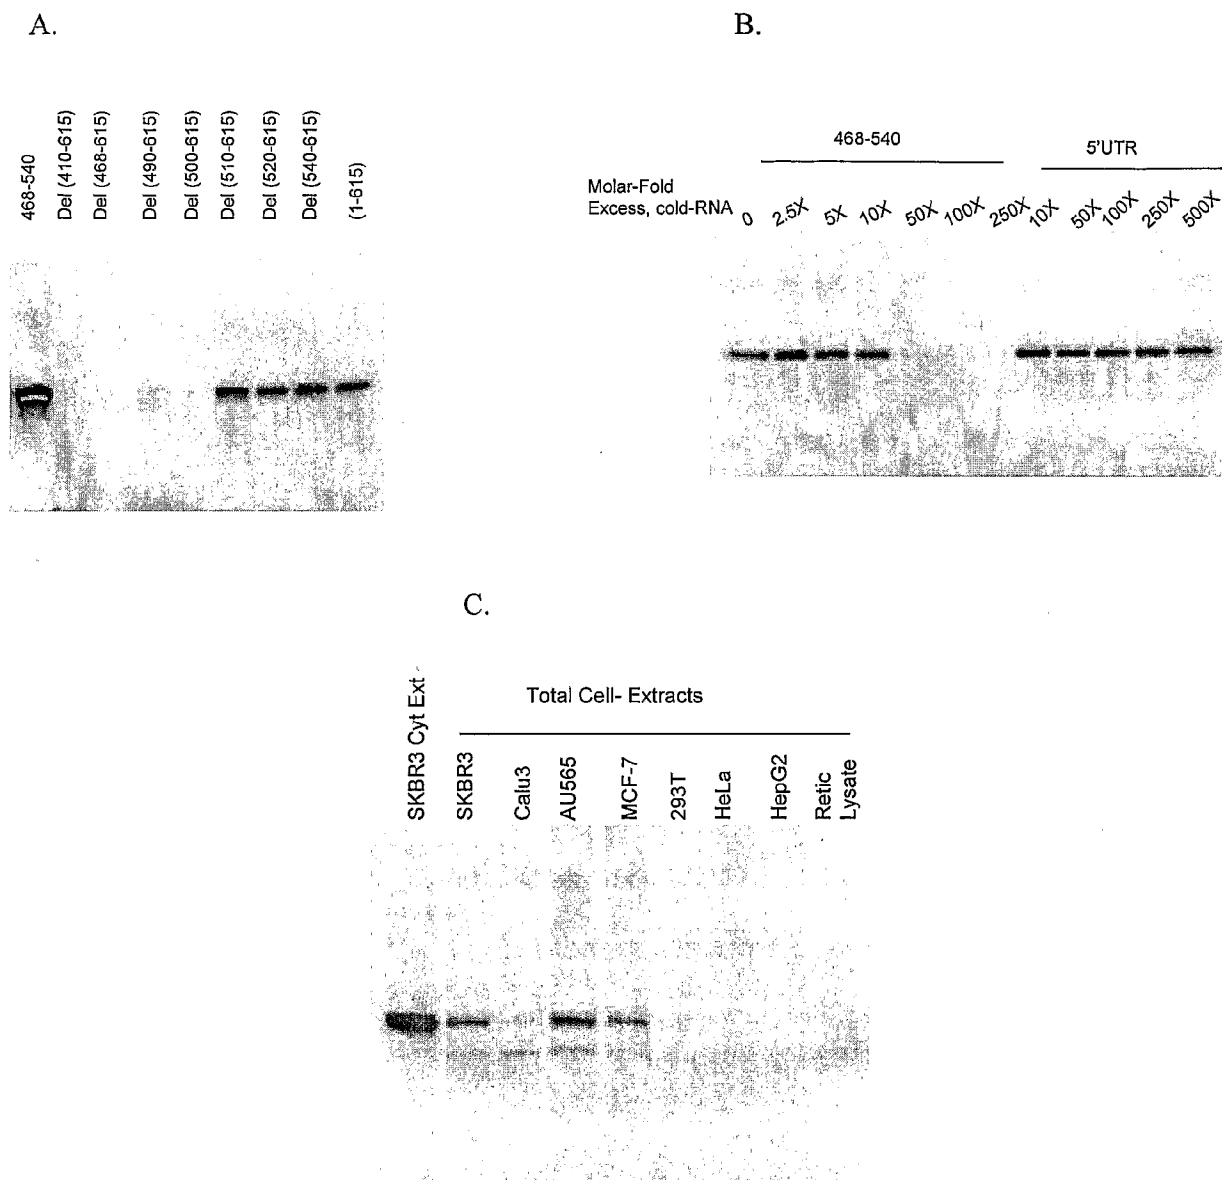 A.
468-540
Del (410-615)
Del (468-615)
Del (490-615)
Del (500-615)
Del (510-615)
Del (520-615)
Del (540-615)
(1-615)
B.
468-540
5'UTR
Molar-Fold
Excess, cold-RNA
0 2.5X 5X 10X 50X 100X 250X 10X 50X 100X 250X 500X
C.
SKBR3 Cyt Ext
Total Cell- Extracts
SKBR3
Calu3
AU565
MCF-7
293T
HeLa
HepG2
Retic
Lysate